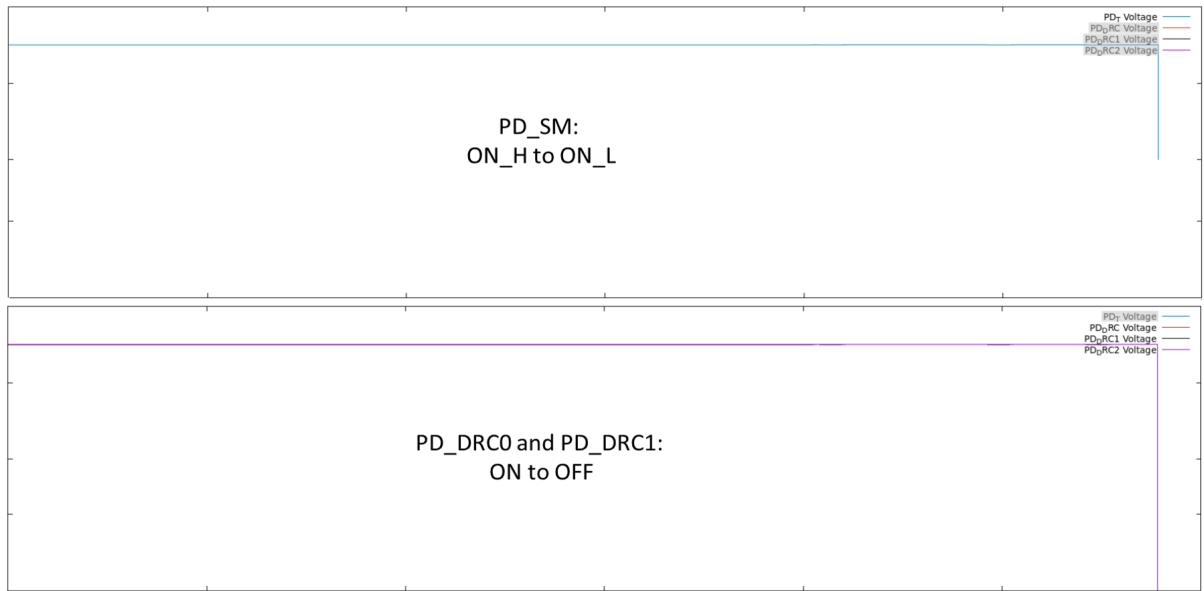 PD_T Voltage
PD_DRC Voltage
PD_DRC1 Voltage
PD_DRC2 Voltage
PD_SM:
ON_H to ON_L
PD_T Voltage
PD_DRC Voltage
PD_DRC1 Voltage
PD_DRC2 Voltage
PD_DRC0 and PD_DRC1:
ON to OFF